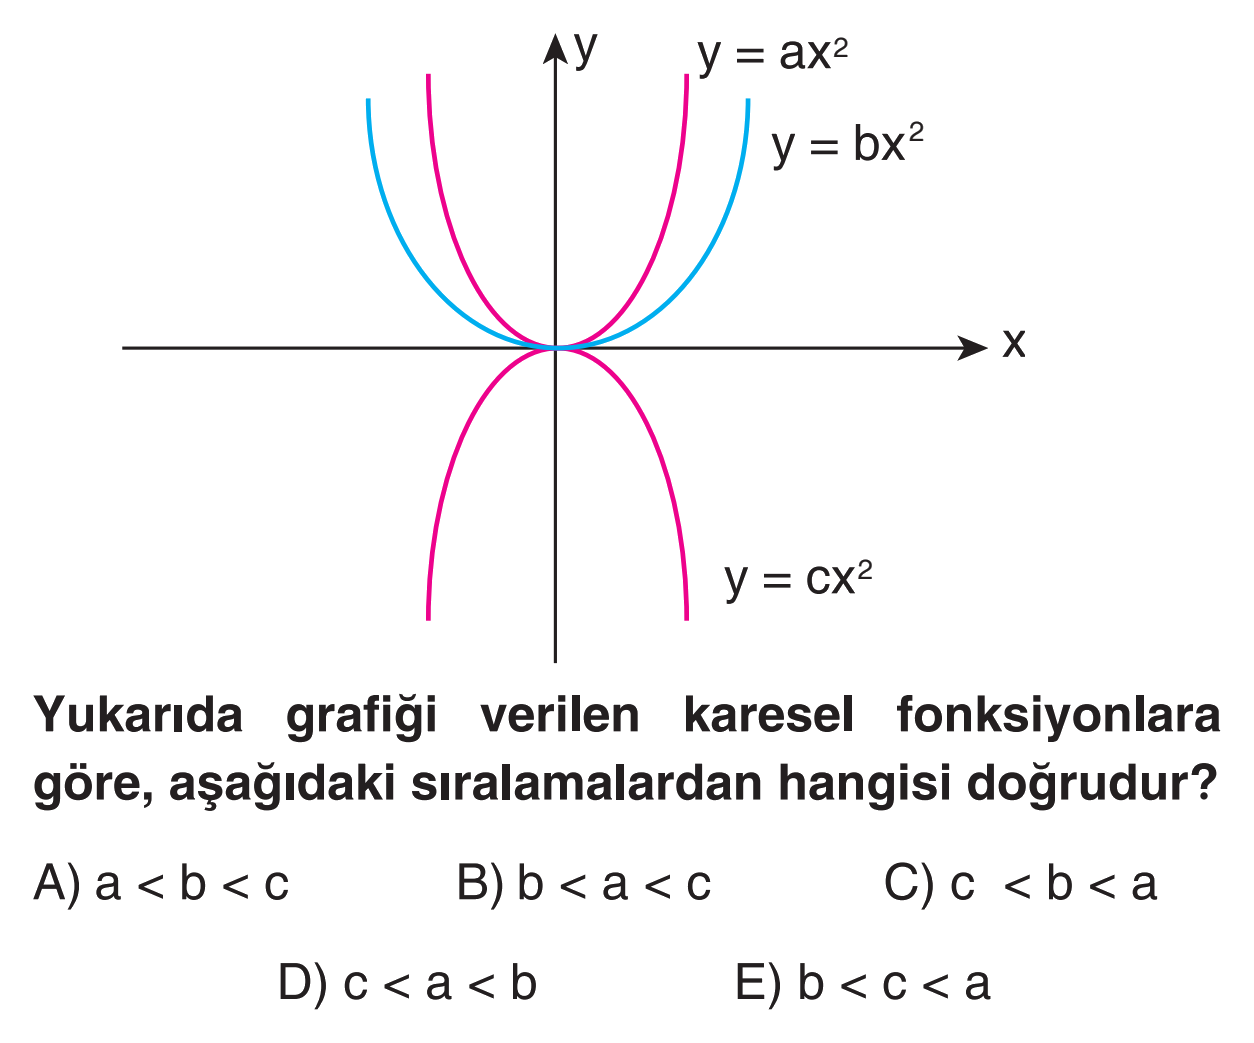 y
y = ax²
y = bx²
x
y = cx²
Yukarıda grafiği verilen karesel fonksiyonlara
göre, aşağıdaki sıralamalardan hangisi doğrudur?
A) a < b < c B) b < a < c C) c < b < a
D) c < a < b E) b < c < a